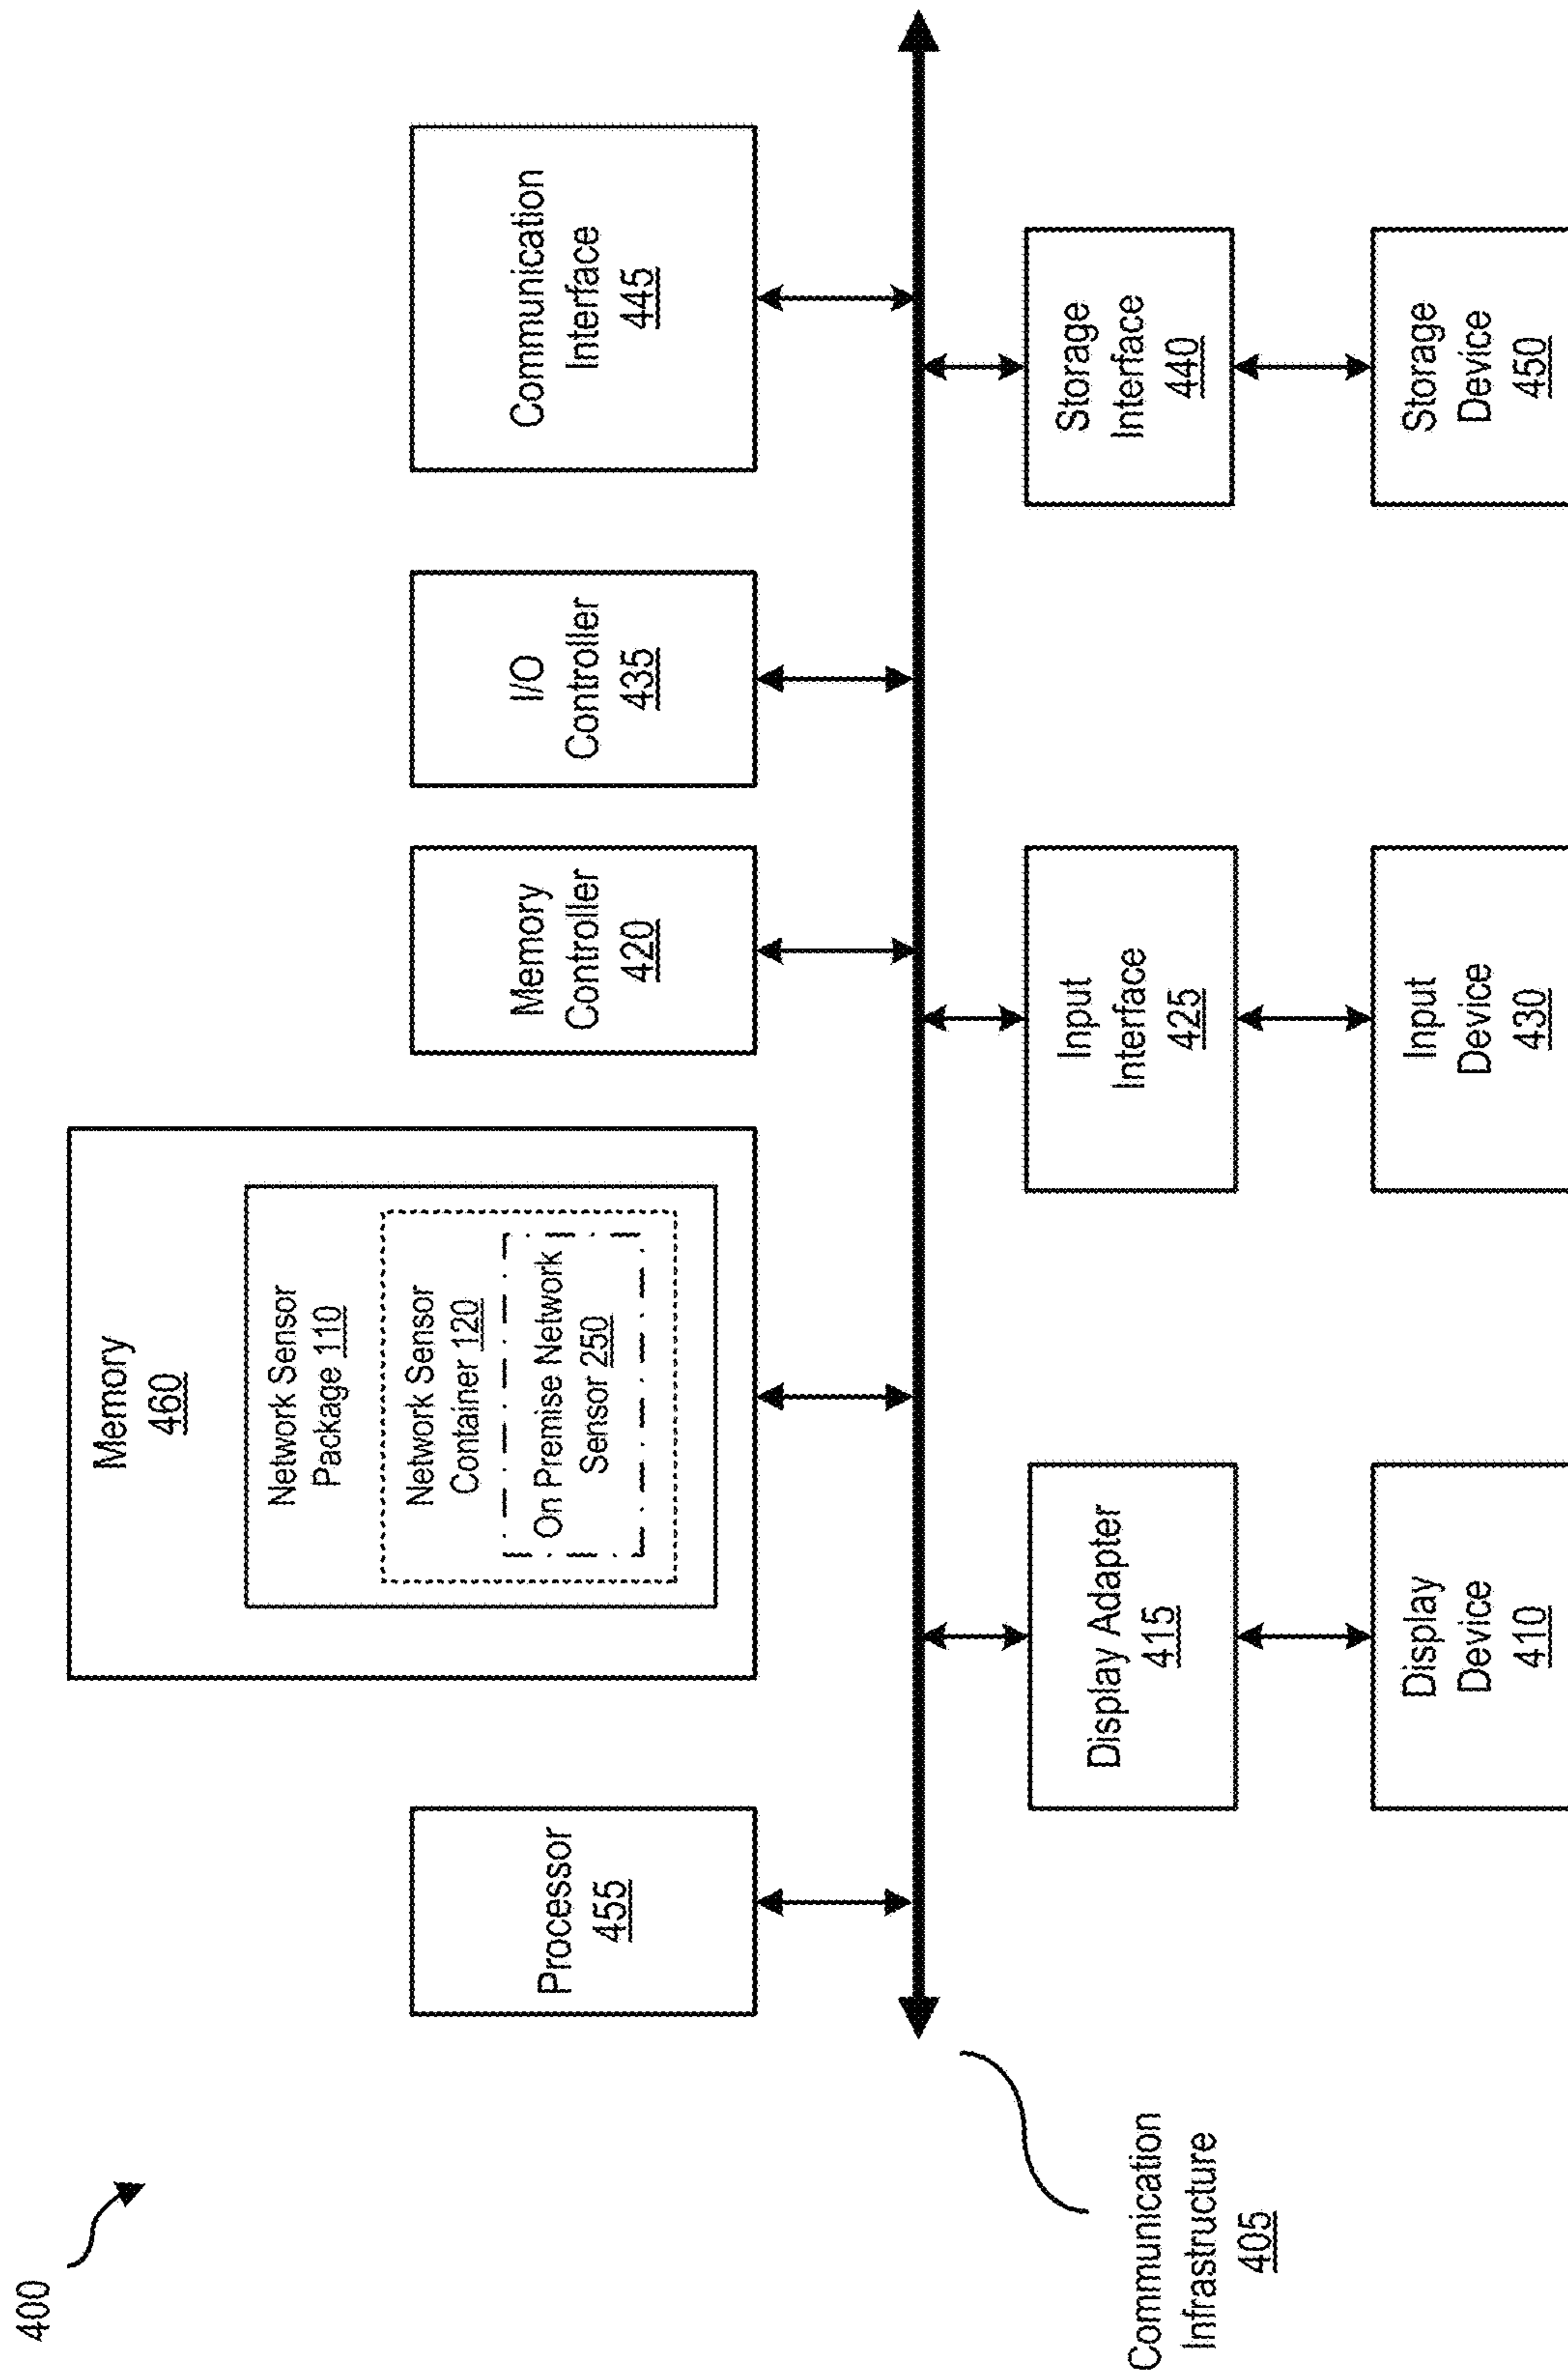 400
Processor
455
Memory
460
Network Sensor
Package 110
Network Sensor
Container 120
On Premise Network
Sensor 250
Memory
Controller
420
I/O
Controller
435
Communication
Interface
445
Communication
Infrastructure
405
Display Adapter
415
Input
Interface
425
Storage
Interface
440
Display
Device
410
Input
Device
430
Storage
Device
450